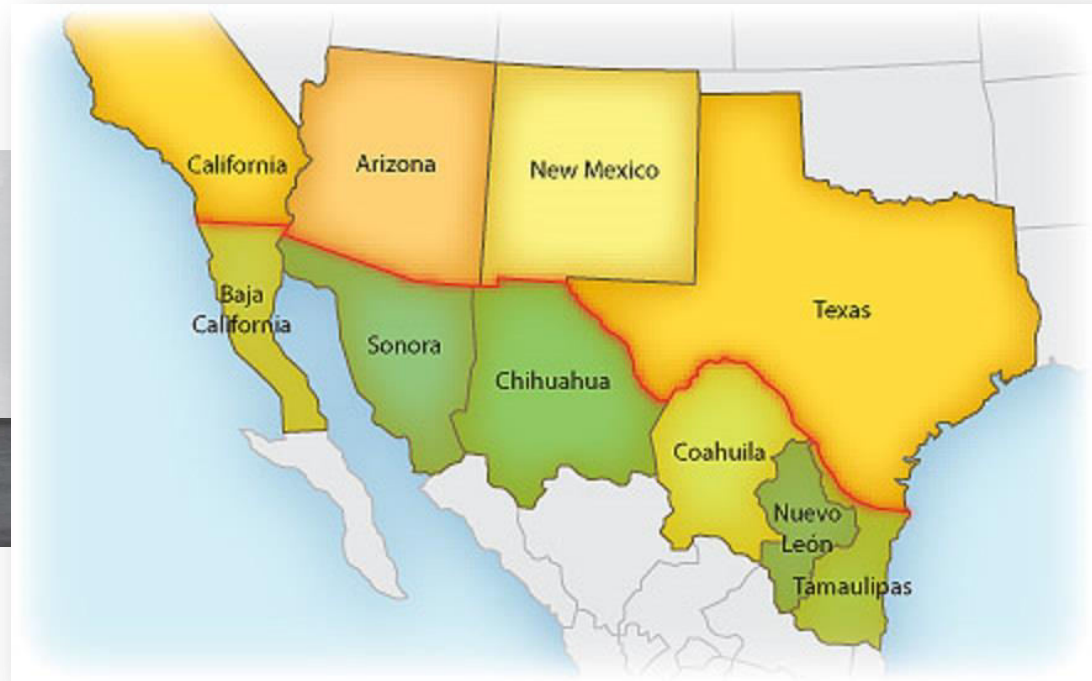 California
Arizona
New Mexico
Texas
Baja
California
Sonora
Chihuahua
Coahuila
Nuevo
León
Tamaulipas